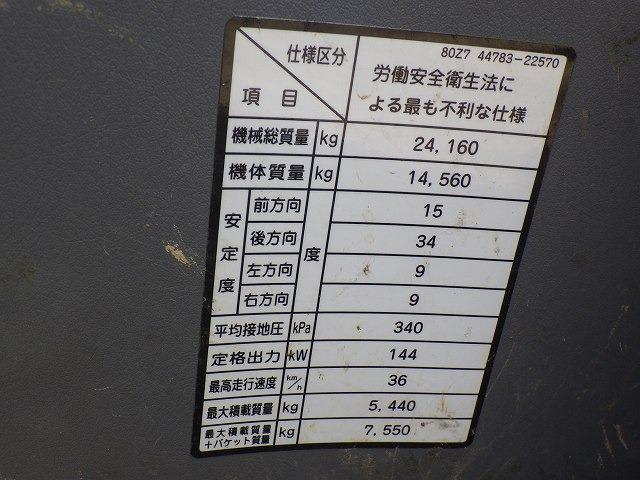 仕様区分
項目
80Z7 44783-22570
労働安全衛生法に
よる最も不利な仕様
機械総質量 kg 24,160
機体質量 kg 14,560
安定度 度
前方向 15
後方向 34
左方向 9
右方向 9
平均接地圧 kPa 340
定格出力 kW 144
最高走行速度 km/h 36
最大積載質量 kg 5,440
最大積載質量
+バケット質量 kg 7,550